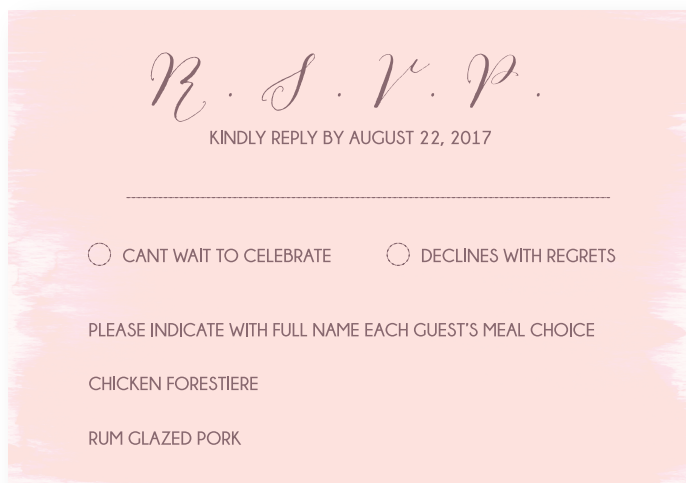 R. S. V. P.
KINDLY REPLY BY AUGUST 22, 2017
CANT WAIT TO CELEBRATE DECLINES WITH REGRETS
PLEASE INDICATE WITH FULL NAME EACH GUEST'S MEAL CHOICE
CHICKEN FORESTIERE
RUM GLAZED PORK